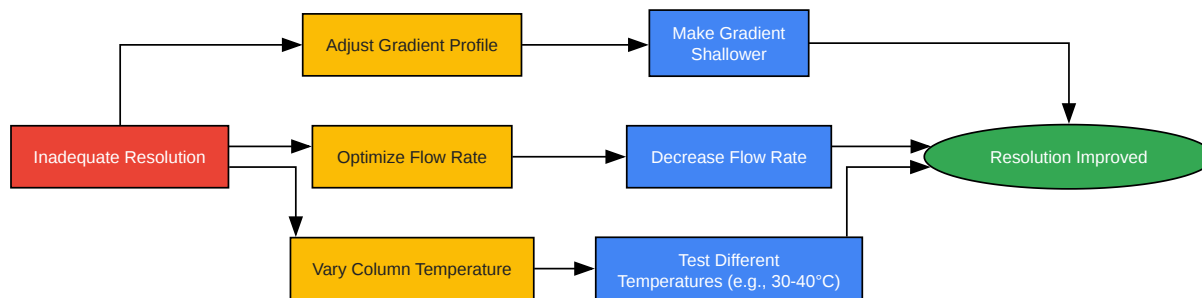 Adjust Gradient Profile
Make Gradient
Shallower
Inadequate Resolution
Optimize Flow Rate
Decrease Flow Rate
Resolution Improved
Vary Column Temperature
Test Different
Temperatures (e.g., 30-40°C)